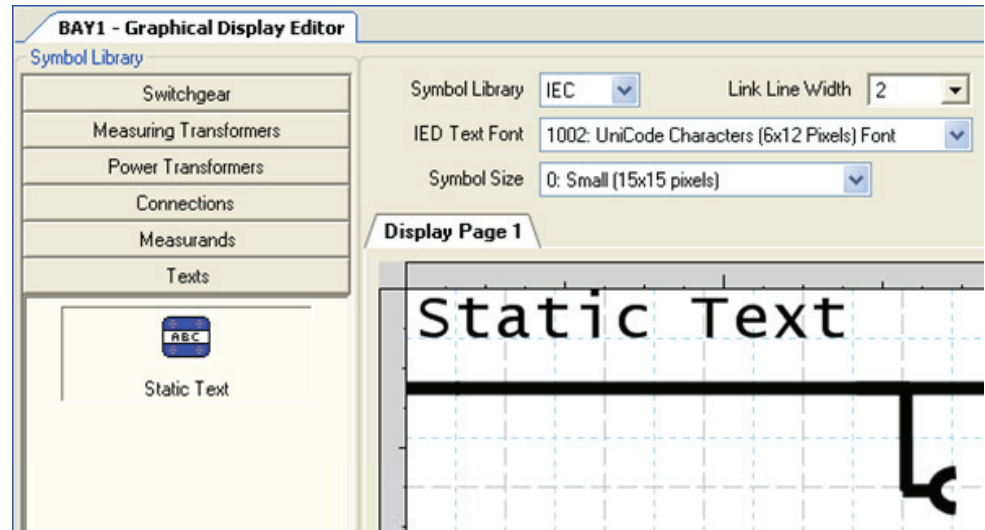 BAY1 - Graphical Display Editor
Symbol Library
Switchgear
Measuring Transformers
Power Transformers
Connections
Measurands
Texts
ABC
Static Text
Symbol Library IEC Link Line Width 2
IED Text Font 1002: UniCode Characters (6x12 Pixels) Font
Symbol Size 0: Small (15x15 pixels)
Display Page 1
Static Text